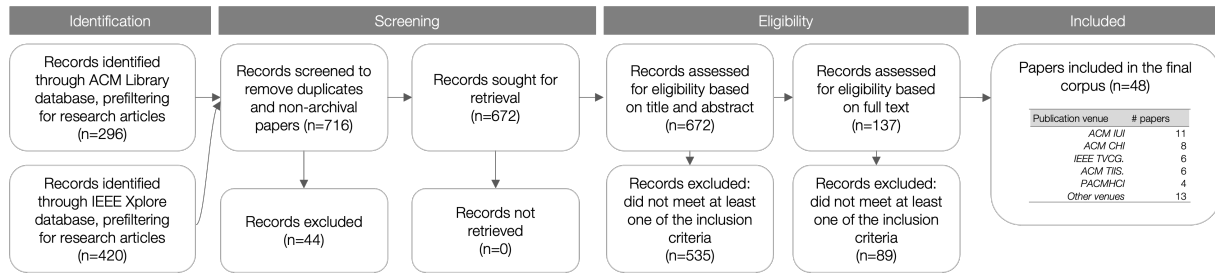 Identification
Screening
Eligibility
Included
Records identified
through ACM Library
database, prefiltering
for research articles
(n=296)
Records identified
through IEEE Xplore
database, prefiltering
for research articles
(n=420)
Records screened to
remove duplicates
and non-archival
papers (n=716)
Records excluded
(n=44)
Records sought for
retrieval
(n=672)
Records not
retrieved
(n=0)
Records assessed
for eligibility based
on title and abstract
(n=672)
Records excluded:
did not meet at least
one of the inclusion
criteria
(n=535)
Records assessed
for eligibility based
on full text
(n=137)
Records excluded:
did not meet at least
one of the inclusion
criteria
(n=89)
Papers included in the final
corpus (n=48)
Publication venue # papers
ACM IUI 11
ACM CHI 8
IEEE TVCG. 6
ACM TIIS. 6
PACMHCI 4
Other venues 13